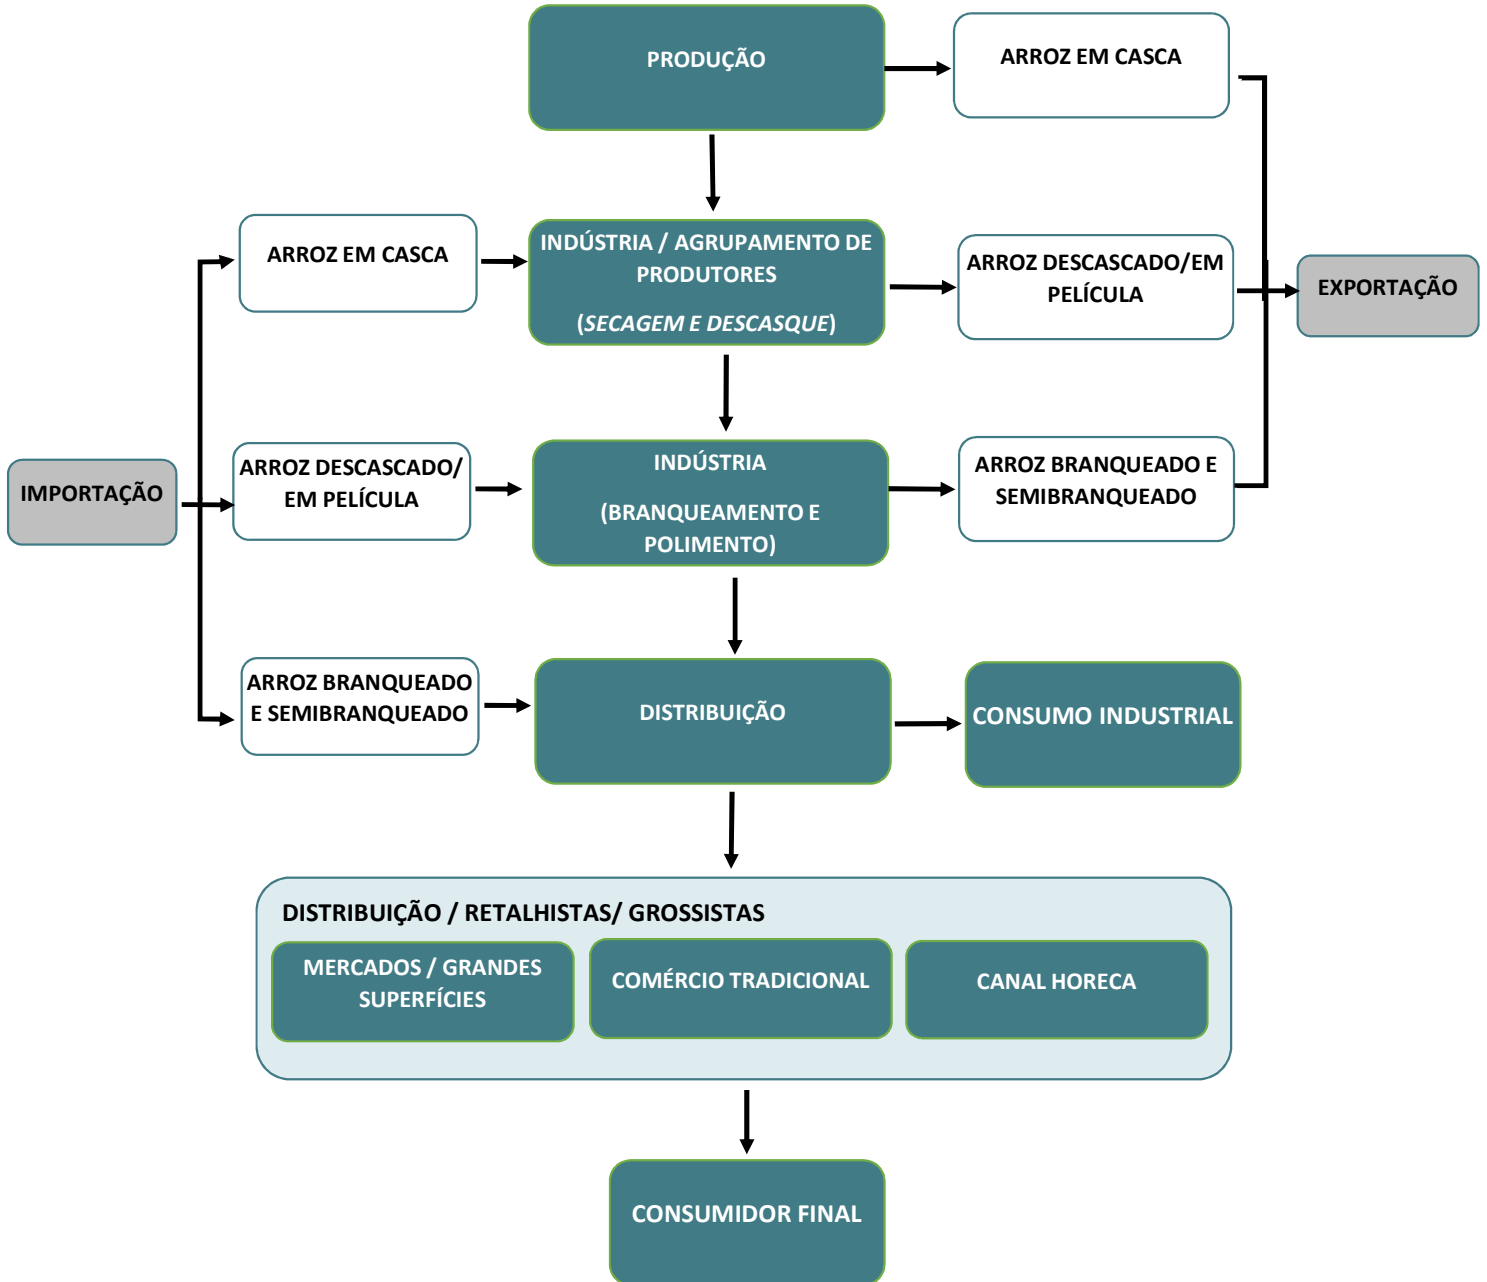 PRODUÇÃO
ARROZ EM CASCA
ARROZ EM CASCA
INDÚSTRIA / AGRUPAMENTO DE
PRODUTORES
(SECAGEM E DESCASQUE)
ARROZ DESCASCADO/EM
PELÍCULA
EXPORTAÇÃO
IMPORTAÇÃO
ARROZ DESCASCADO/
EM PELÍCULA
INDÚSTRIA
(BRANQUEAMENTO E
POLIMENTO)
ARROZ BRANQUEADO E
SEMIBRANQUEADO
ARROZ BRANQUEADO
E SEMIBRANQUEADO
DISTRIBUIÇÃO
CONSUMO INDUSTRIAL
DISTRIBUIÇÃO / RETALHISTAS/ GROSSISTAS
MERCADOS / GRANDES
SUPERFÍCIES
COMÉRCIO TRADICIONAL
CANAL HORECA
CONSUMIDOR FINAL